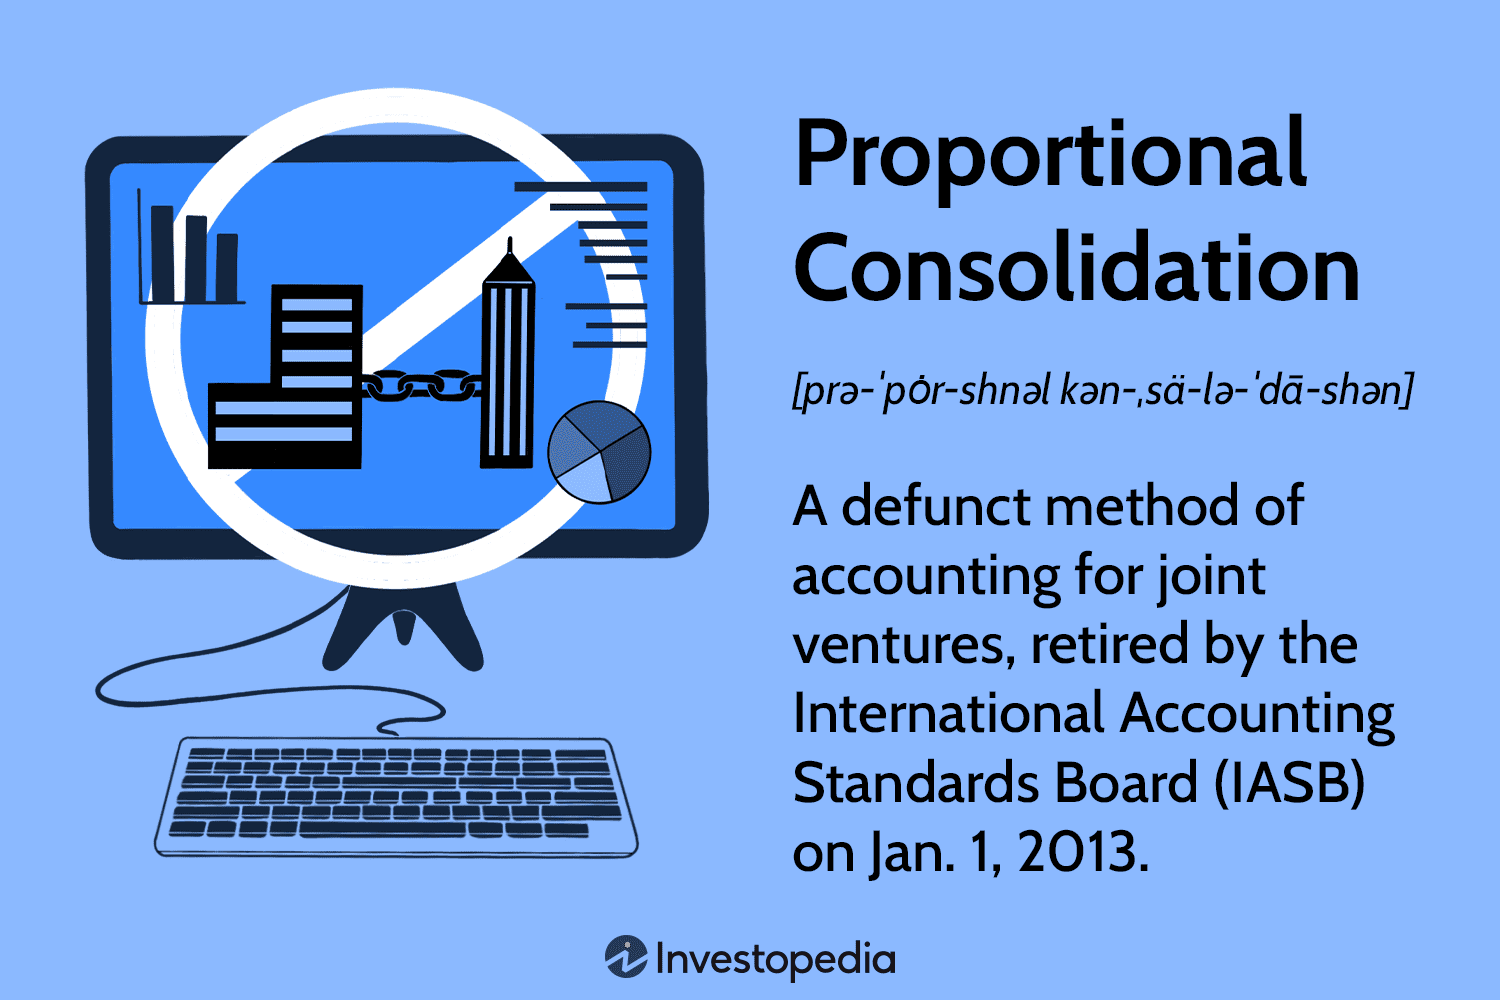 Proportional
Consolidation
[prə-ˈpȯr-shnəl kən-ˌsä-lə-ˈdā-shən]
A defunct method of
accounting for joint
ventures, retired by the
International Accounting
Standards Board (IASB)
on Jan. 1, 2013.
Investopedia